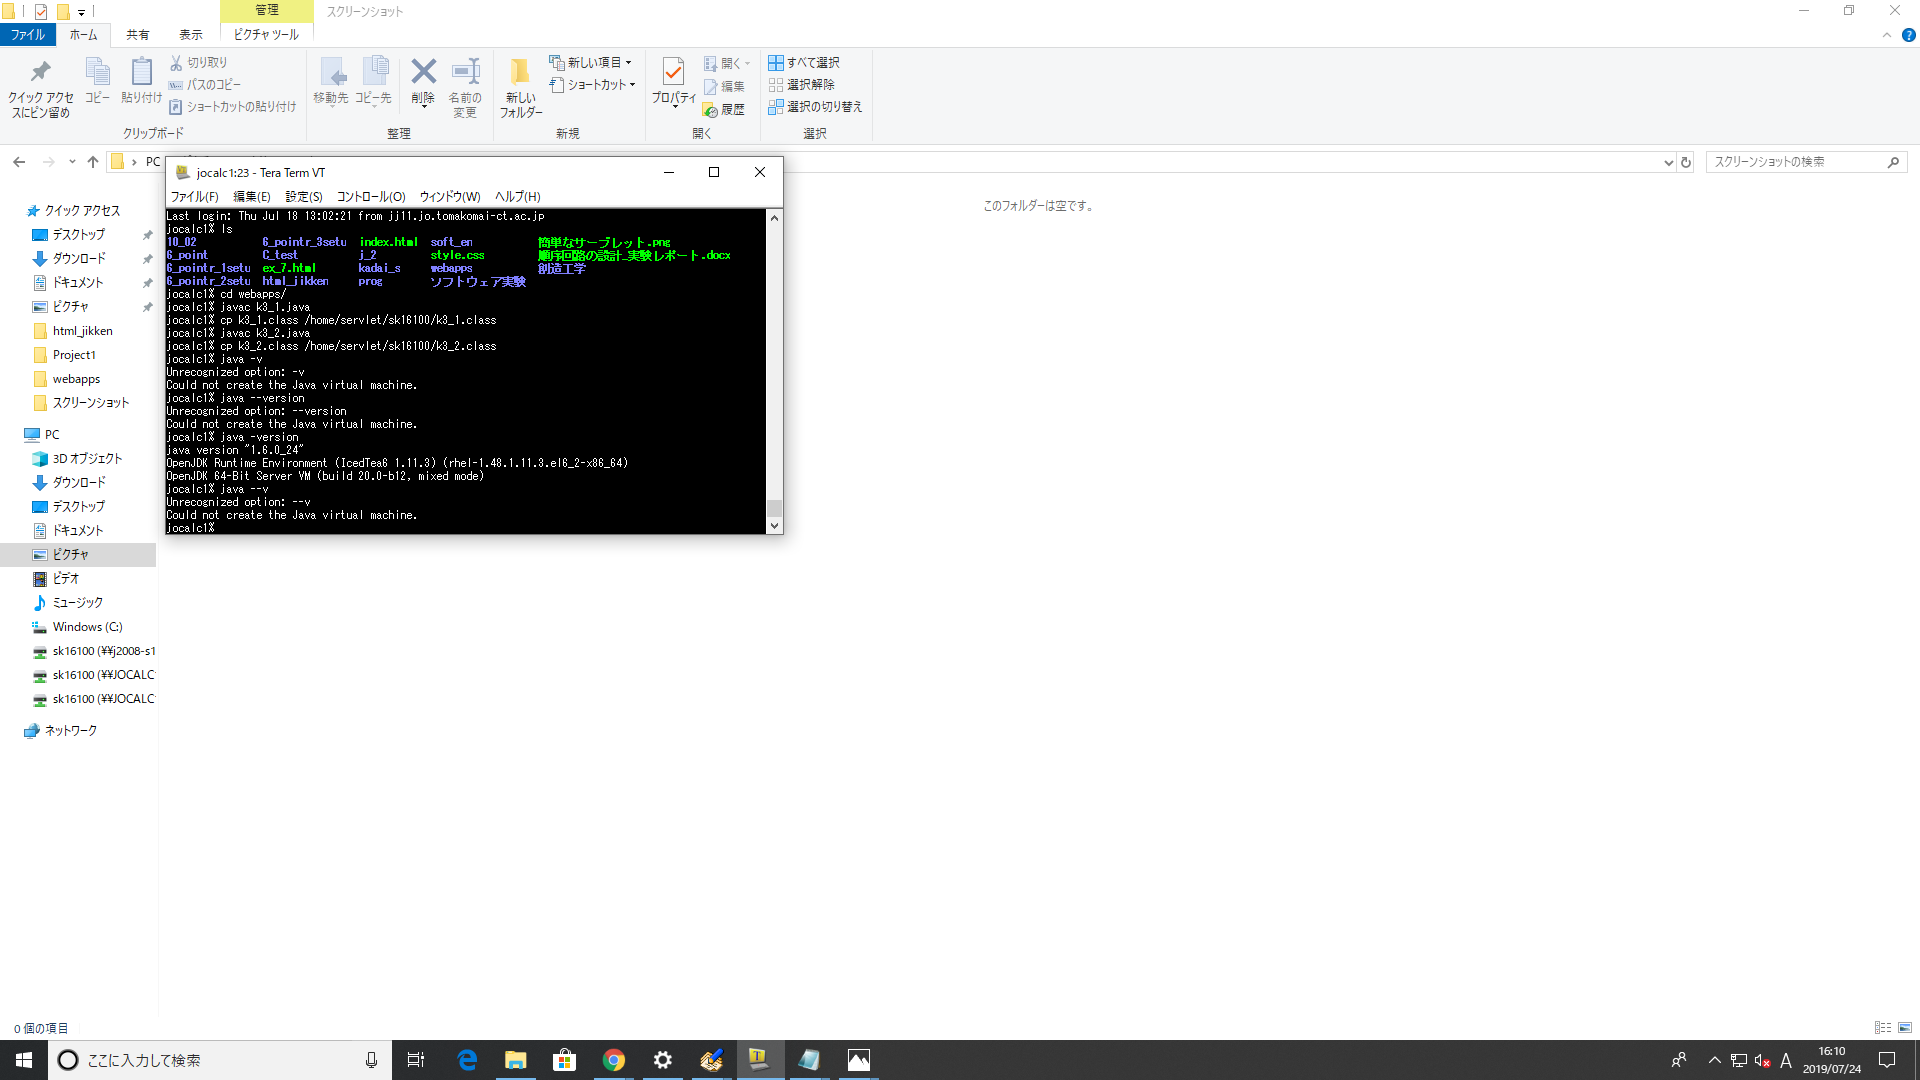 管理
スクリーンショット
ファイル
ホーム
共有
表示
ピクチャ ツール
クイック アクセ
スにピン留め
コピー
貼り付け
切り取り
パスのコピー
ショートカットの貼り付け
クリップボード
移動先
コピー先
削除
名前の
変更
整理
新しい
フォルダー
新しい項目
ショートカット
新規
プロパティ
開く
編集
履歴
開く
すべて選択
選択解除
選択の切り替え
選択
PC
スクリーンショットの検索
このフォルダーは空です。
クイック アクセス
デスクトップ
ダウンロード
ドキュメント
ピクチャ
html_jikken
Project1
webapps
スクリーンショット
PC
3D オブジェクト
ダウンロード
デスクトップ
ドキュメント
ピクチャ
ビデオ
ミュージック
Windows (C:)
sk16100 (¥¥j2008-s1
sk16100 (¥¥JOCALC
sk16100 (¥¥JOCALC
ネットワーク
jocalc1:23 - Tera Term VT
ファイル(F) 編集(E) 設定(S) コントロール(O) ウィンドウ(W) ヘルプ(H)
Last login: Thu Jul 18 13:02:21 from jj11.jo.tomakomai-ct.ac.jp
jocalc1% ls
10_02 6_pointr_3setu index.html soft_en 簡単なサーブレット.png
6_point C_test j_2 style.css 順序回路の設計_実験レポート.docx
6_pointr_1setu ex_7.html kadai_s webapps 創造工学
6_pointr_2setu html_jikken prog ソフトウェア実験
jocalc1% cd webapps/
jocalc1% javac k3_1.java
jocalc1% cp k3_1.class /home/servlet/sk16100/k3_1.class
jocalc1% javac k3_2.java
jocalc1% cp k3_2.class /home/servlet/sk16100/k3_2.class
jocalc1% java -v
Unrecognized option: -v
Could not create the Java virtual machine.
jocalc1% java --version
Unrecognized option: --version
Could not create the Java virtual machine.
jocalc1% java -version
java version "1.6.0_24"
OpenJDK Runtime Environment (IcedTea6 1.11.3) (rhel-1.48.1.11.3.el6_2-x86_64)
OpenJDK 64-Bit Server VM (build 20.0-b12, mixed mode)
jocalc1% java --v
Unrecognized option: --v
Could not create the Java virtual machine.
jocalc1%
0 個の項目
ここに入力して検索
A
16:10
2019/07/24